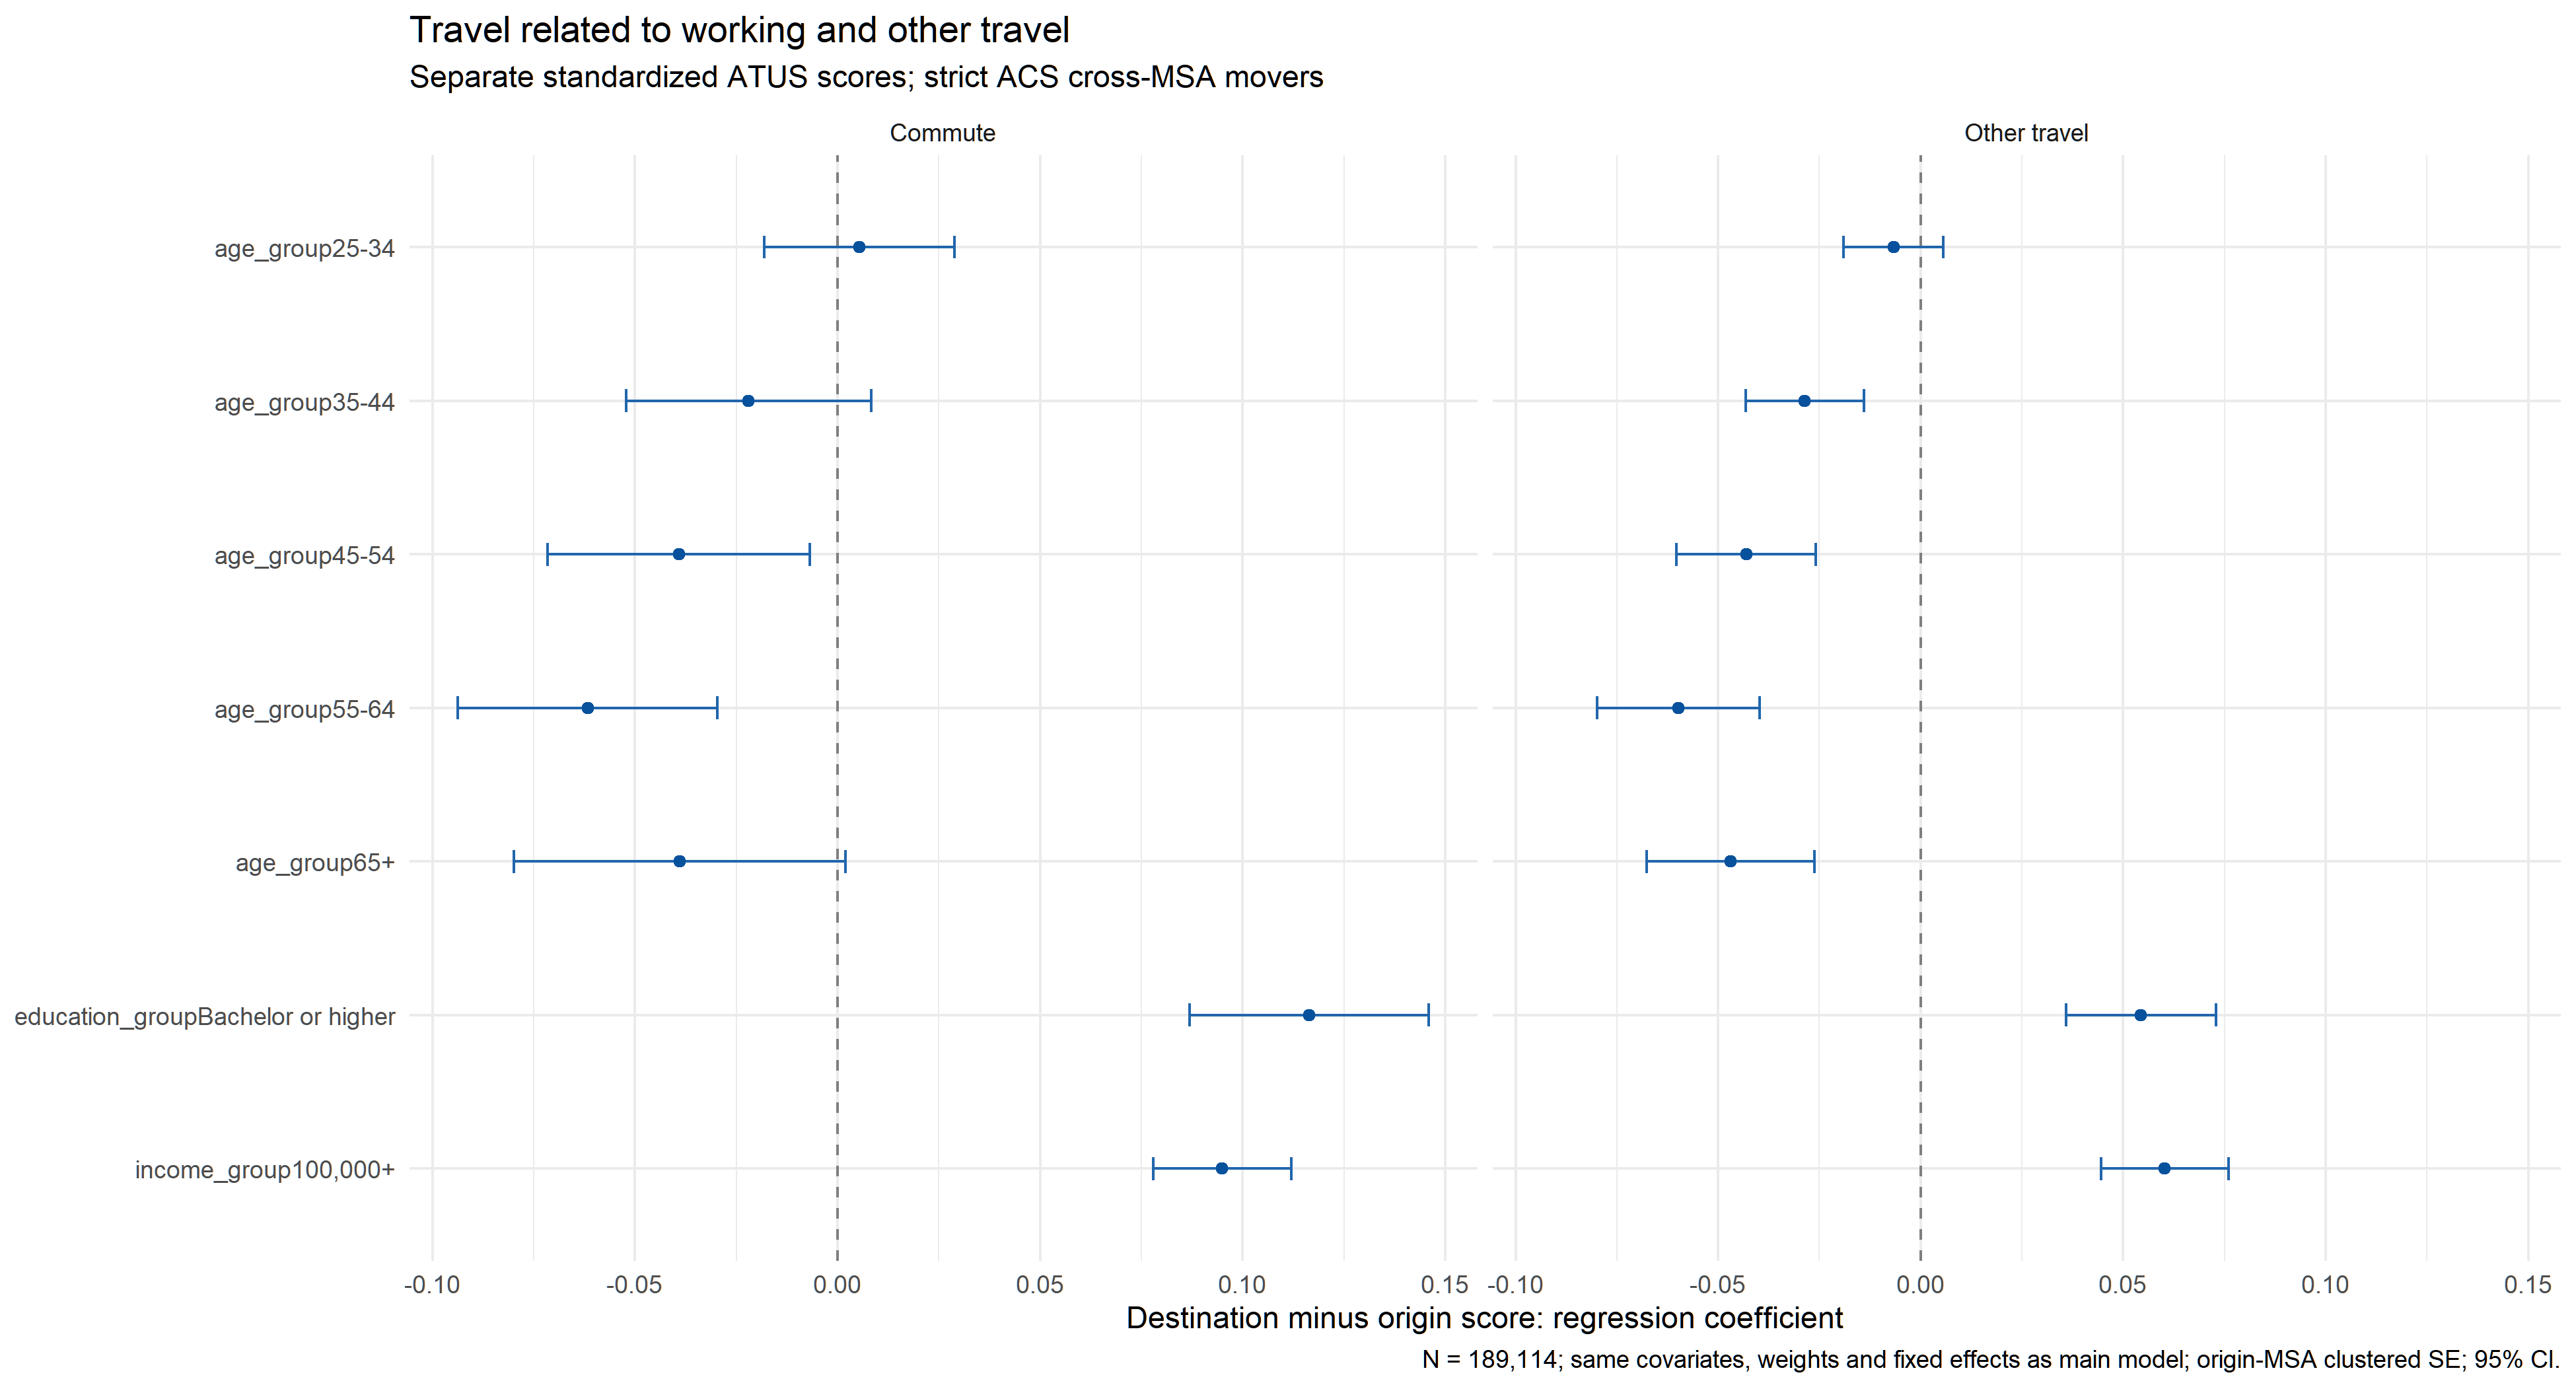 Travel related to working and other travel
Separate standardized ATUS scores; strict ACS cross-MSA movers
Commute
Other travel
age_group25-34
age_group35-44
age_group45-54
age_group55-64
age_group65+
education_groupBachelor or higher
income_group100,000+
-0.10 -0.05 0.00 0.05 0.10 0.15
-0.10 -0.05 0.00 0.05 0.10 0.15
Destination minus origin score: regression coefficient
N = 189,114; same covariates, weights and fixed effects as main model; origin-MSA clustered SE; 95% CI.